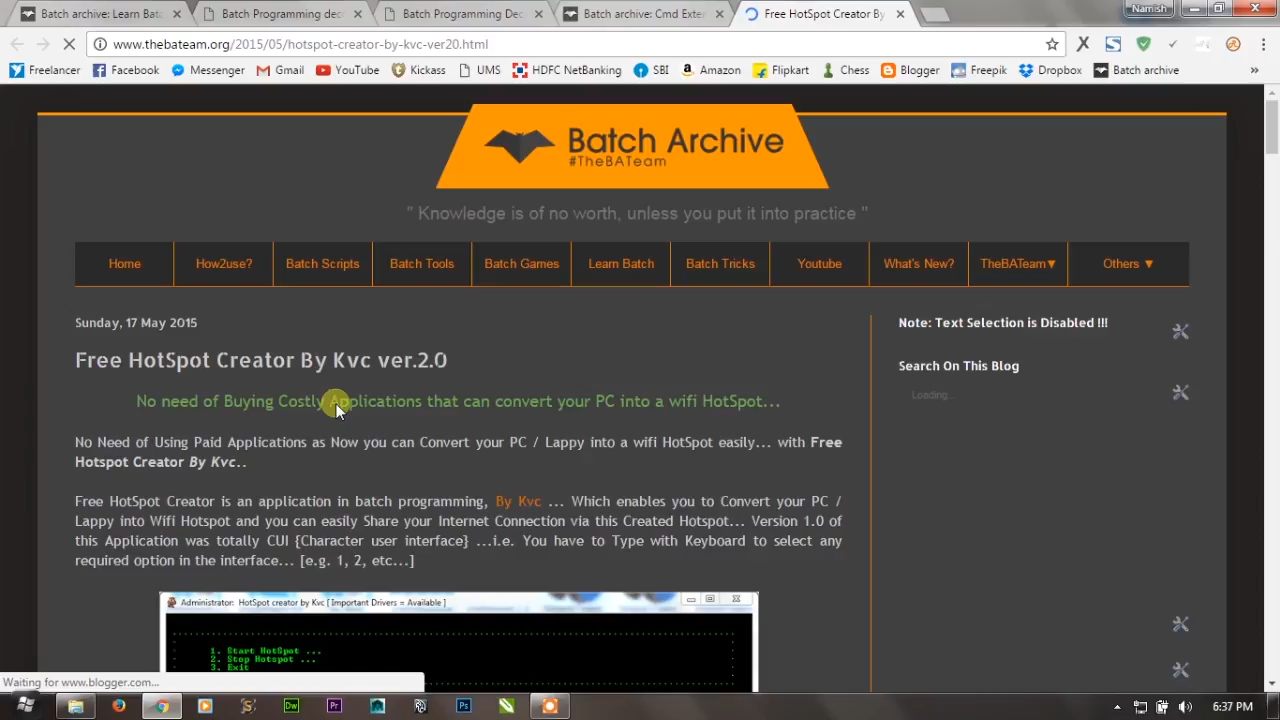 Batch archive: Learn Bat
Batch Programming dec
Batch Programming Dec
Batch archive: Cmd Exten
Free HotSpot Creator By
Namish
www.thebateam.org/2015/05/hotspot-creator-by-kvc-ver20.html
Freelancer
Facebook
Messenger
Gmail
YouTube
Kickass
UMS
HDFC NetBanking
SBI
Amazon
Flipkart
Chess
Blogger
Freepik
Dropbox
Batch archive
»
Batch Archive
#TheBATeam
" Knowledge is of no worth, unless you put it into practice "
Home
How2use?
Batch Scripts
Batch Tools
Batch Games
Learn Batch
Batch Tricks
Youtube
What's New?
TheBATeam▼
Others ▼
Sunday, 17 May 2015
Free HotSpot Creator By Kvc ver.2.0
No need of Buying Costly Applications that can convert your PC into a wifi HotSpot...
No Need of Using Paid Applications as Now you can Convert your PC / Lappy into a wifi HotSpot easily... with Free
Hotspot Creator By Kvc..
Free HotSpot Creator is an application in batch programming, By Kvc ... Which enables you to Convert your PC /
Lappy into Wifi Hotspot and you can easily Share your Internet Connection via this Created Hotspot... Version 1.0 of
this Application was totally CUI {Character user interface} ...i.e. You have to Type with Keyboard to select any
required option in the interface... [e.g. 1, 2, etc...]
Administrator: HotSpot creator by Kvc [ Important Drivers = Available ]
1. Start HotSpot ...
2. Stop Hotspot ...
3. Exit
Note: Text Selection is Disabled !!!
Search On This Blog
Loading...
Waiting for www.blogger.com...
Dw
Pr
Ps
6:37 PM